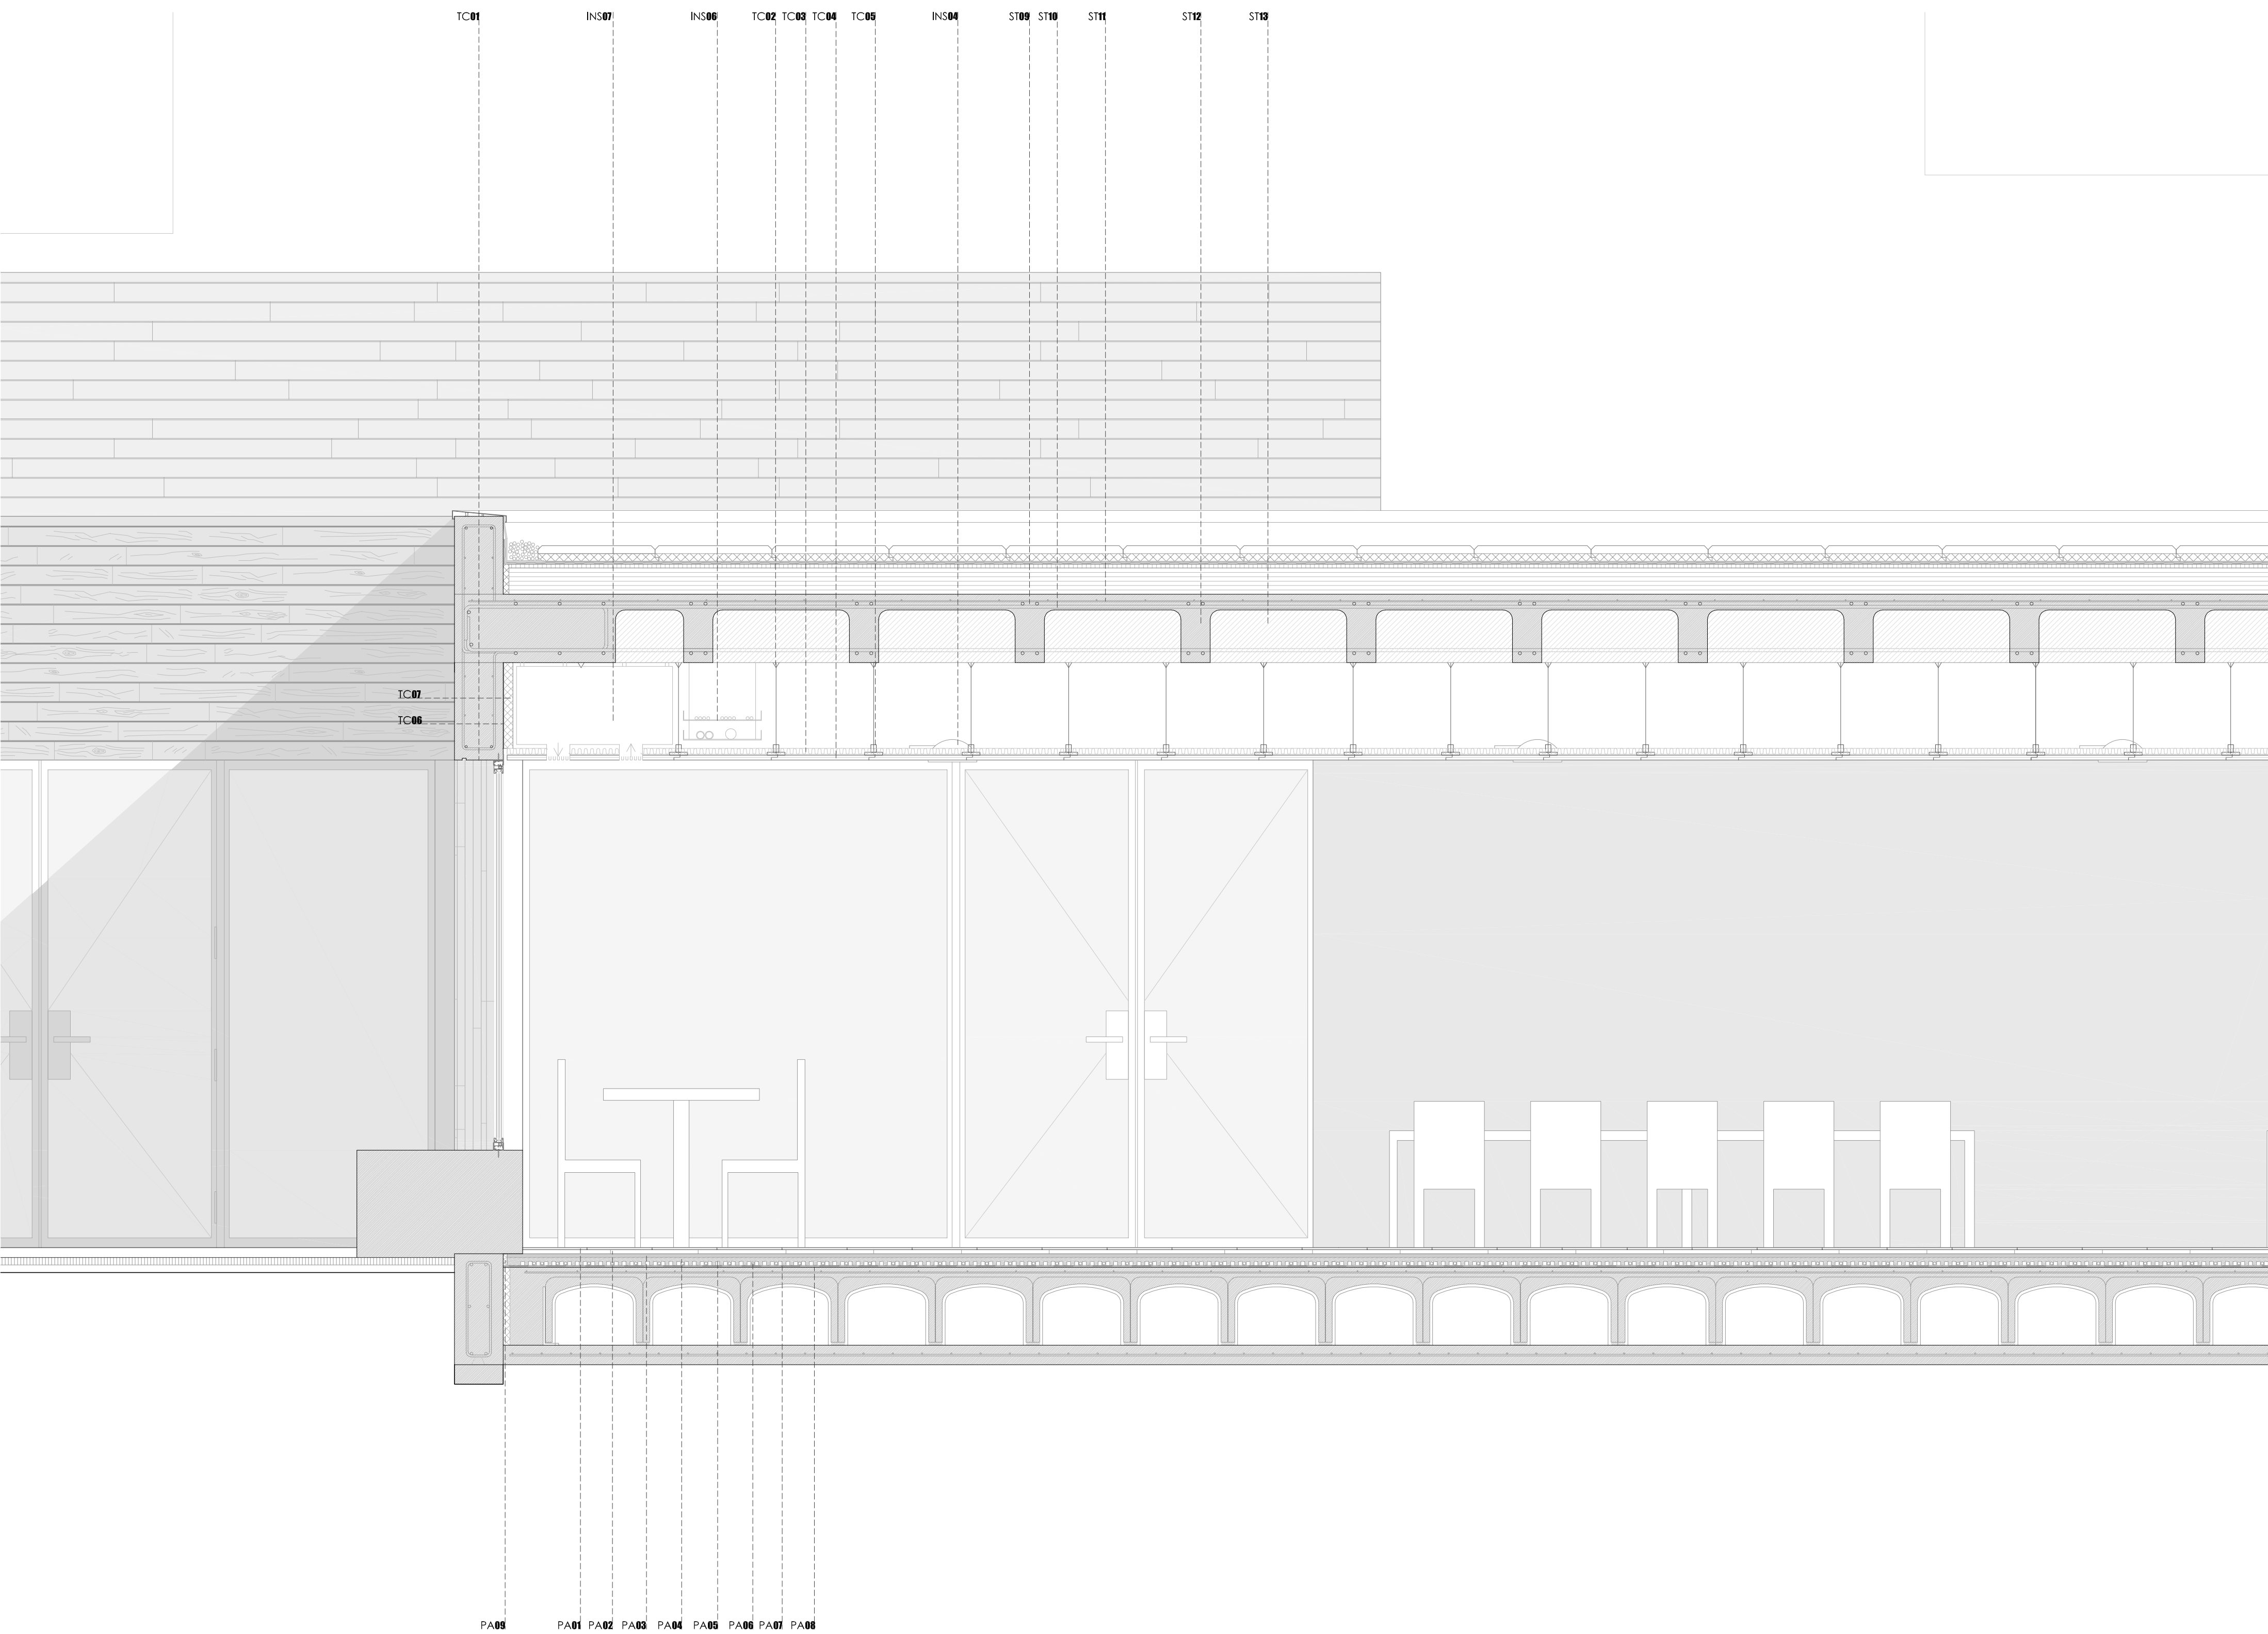 TC01 INS07 INS06 TC02 TC03 TC04 TC05 INS04 ST09 ST10 ST11 ST12 ST13
TC07
TC06
PA09 PA01 PA02 PA03 PA04 PA05 PA06 PA07 PA08